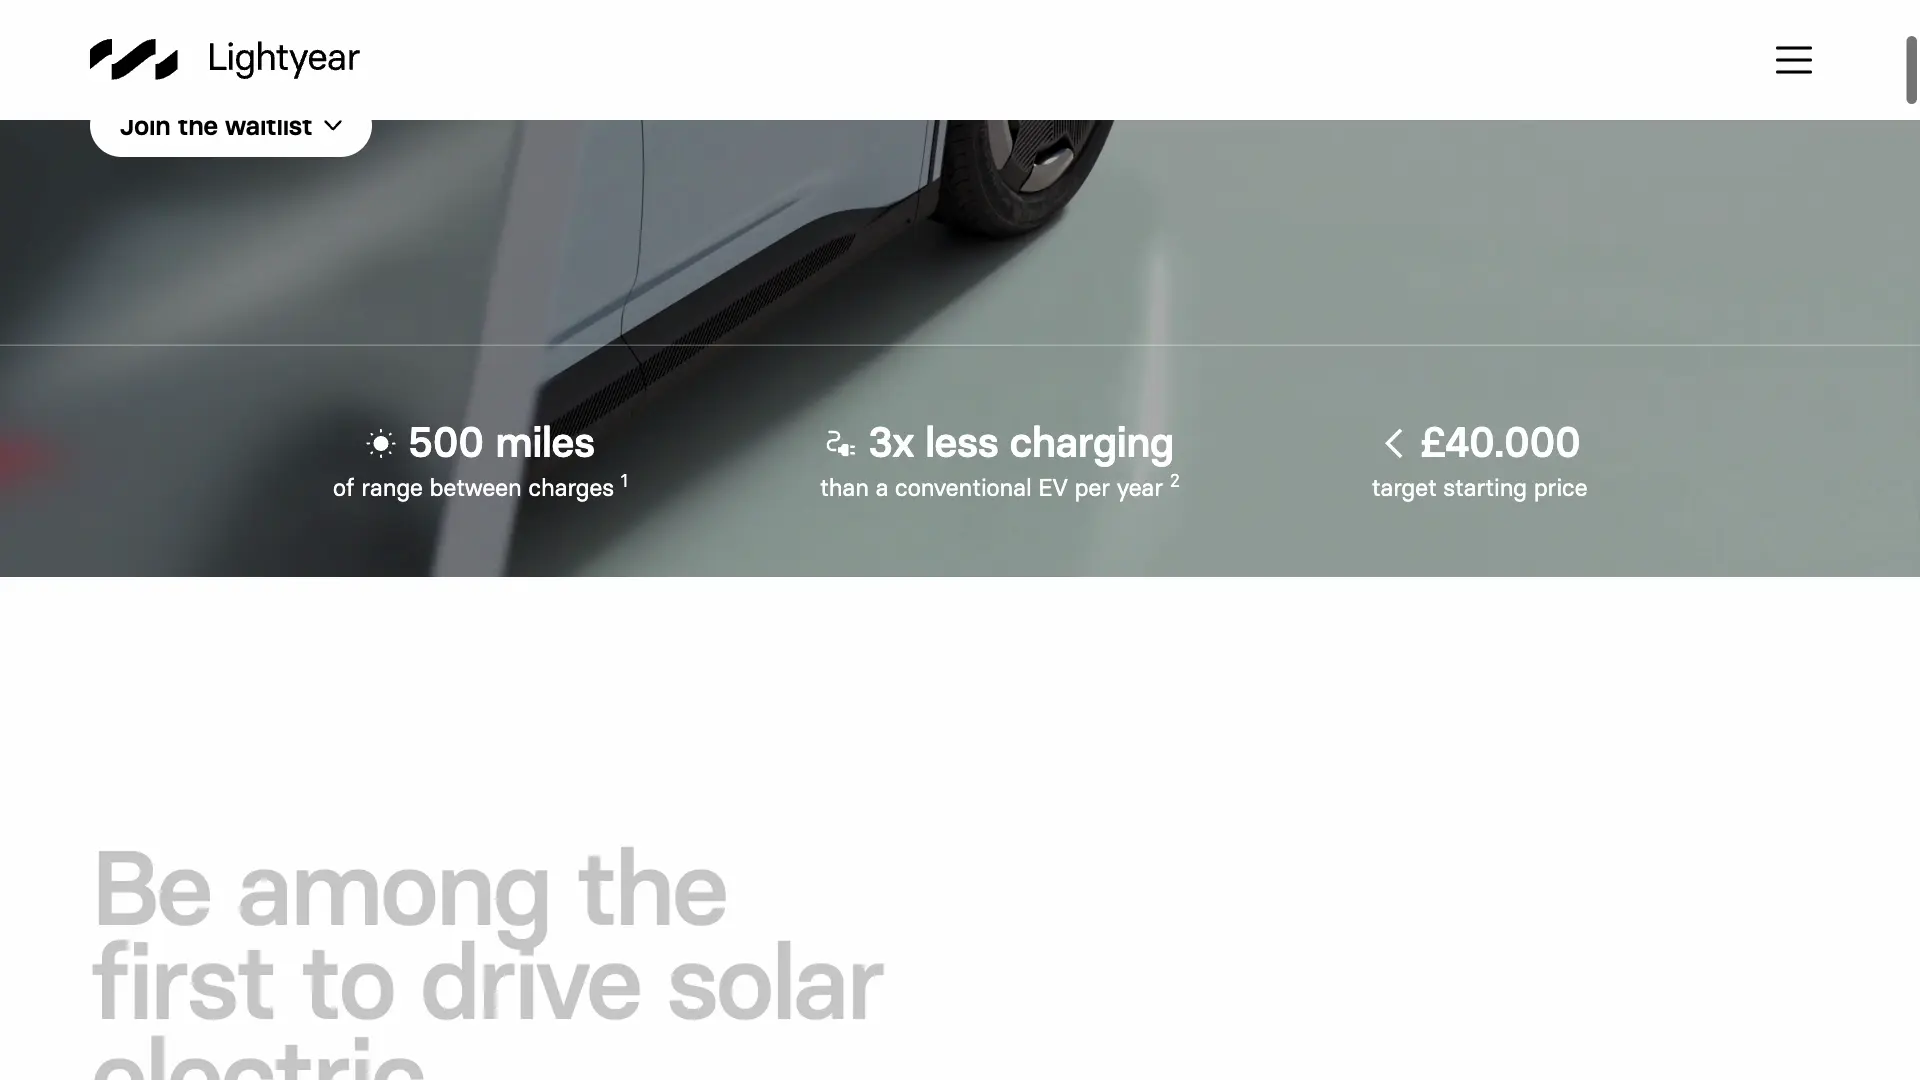 Lightyear
Join the waitlist
500 miles
of range between charges 1
3x less charging
than a conventional EV per year 2
< £40.000
target starting price
Be among the
first to drive solar
electric